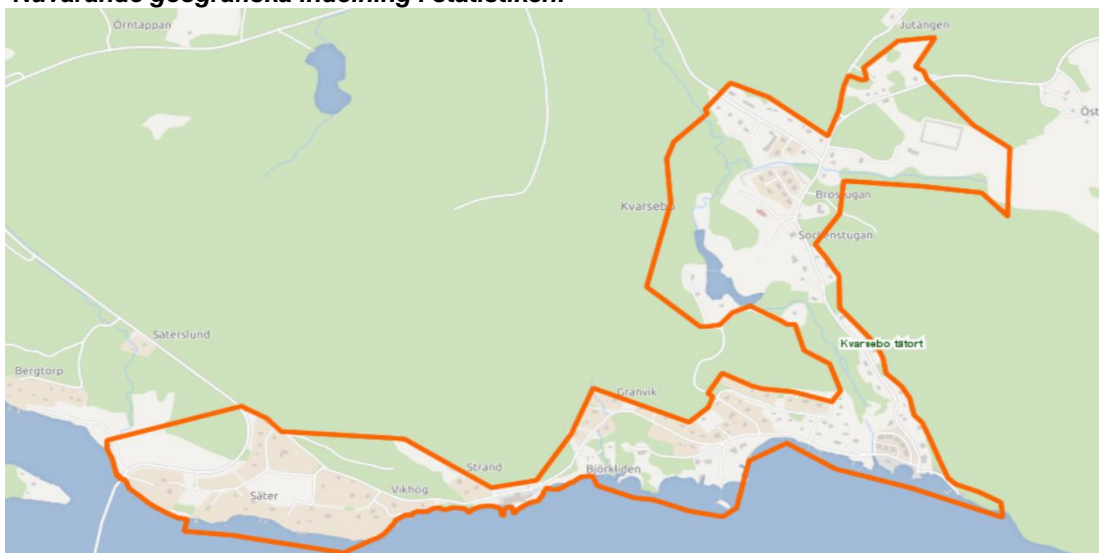 Nuvarande geografiska indelning i statistiken:
Örntäppan
Jutängen
Öst
Kvarsebo
Brostugan
Sockenstugan
Säterslund
Kvarsebo tätort
Bergtorp
Granvik
Strand
Björkliden
Vikhög
Säter